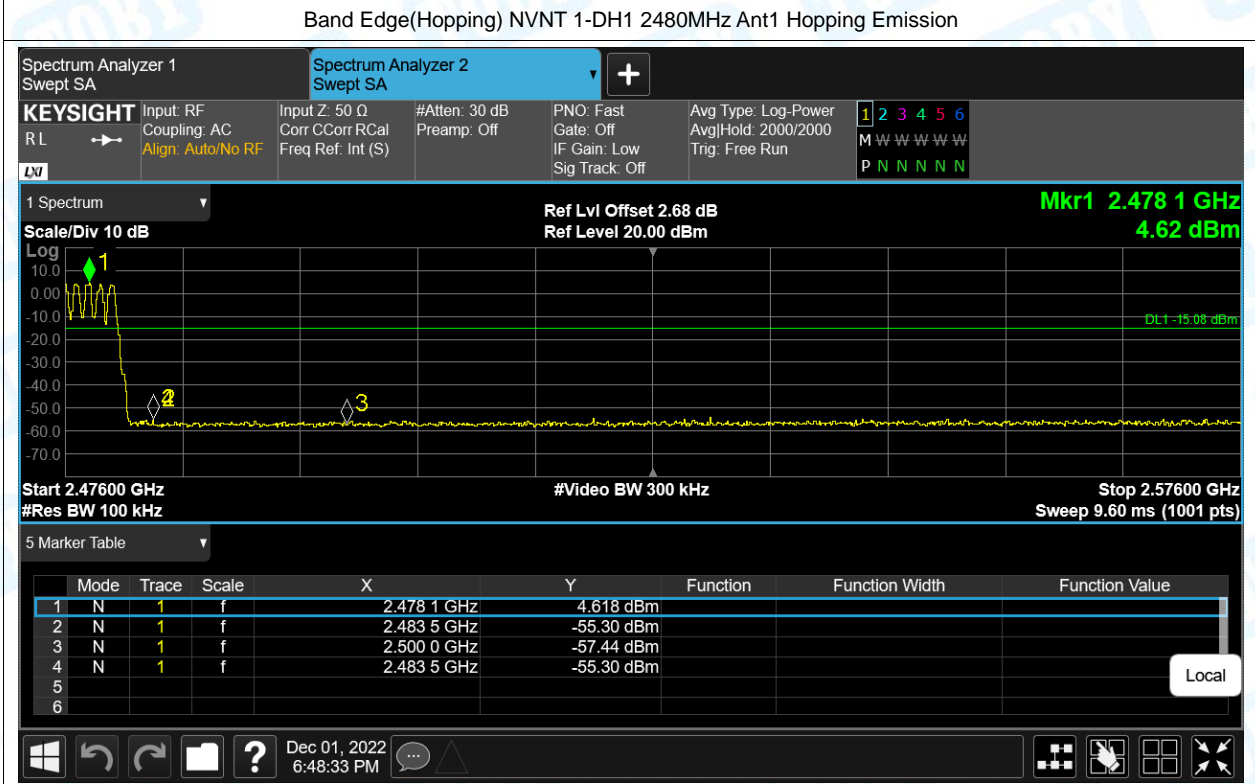 Band Edge(Hopping) NVNT 1-DH1 2480MHz Ant1 Hopping Emission
Spectrum Analyzer 1
Swept SA
Spectrum Analyzer 2
Swept SA
KEYSIGHT
R L
LXI
Input: RF
Coupling: AC
Align: Auto/No RF
Input Z: 50 Ω
Corr CCorr RCal
Freq Ref: Int (S)
#Atten: 30 dB
Preamp: Off
PNO: Fast
Gate: Off
IF Gain: Low
Sig Track: Off
Avg Type: Log-Power
Avg|Hold: 2000/2000
Trig: Free Run
1 2 3 4 5 6
M W W W W W
P N N N N N
1 Spectrum
Scale/Div 10 dB
Ref Lvl Offset 2.68 dB
Ref Level 20.00 dBm
Mkr1 2.478 1 GHz
4.62 dBm
Log
10.0
0.00
-10.0
-20.0
-30.0
-40.0
-50.0
-60.0
-70.0
1
2
3
DL1 -15.08 dBm
Start 2.47600 GHz
#Res BW 100 kHz
#Video BW 300 kHz
Stop 2.57600 GHz
Sweep 9.60 ms (1001 pts)
5 Marker Table
Mode Trace Scale X Y Function Function Width Function Value
1 N 1 f 2.478 1 GHz 4.618 dBm
2 N 1 f 2.483 5 GHz -55.30 dBm
3 N 1 f 2.500 0 GHz -57.44 dBm
4 N 1 f 2.483 5 GHz -55.30 dBm
5
6
Local
?
Dec 01, 2022
6:48:33 PM